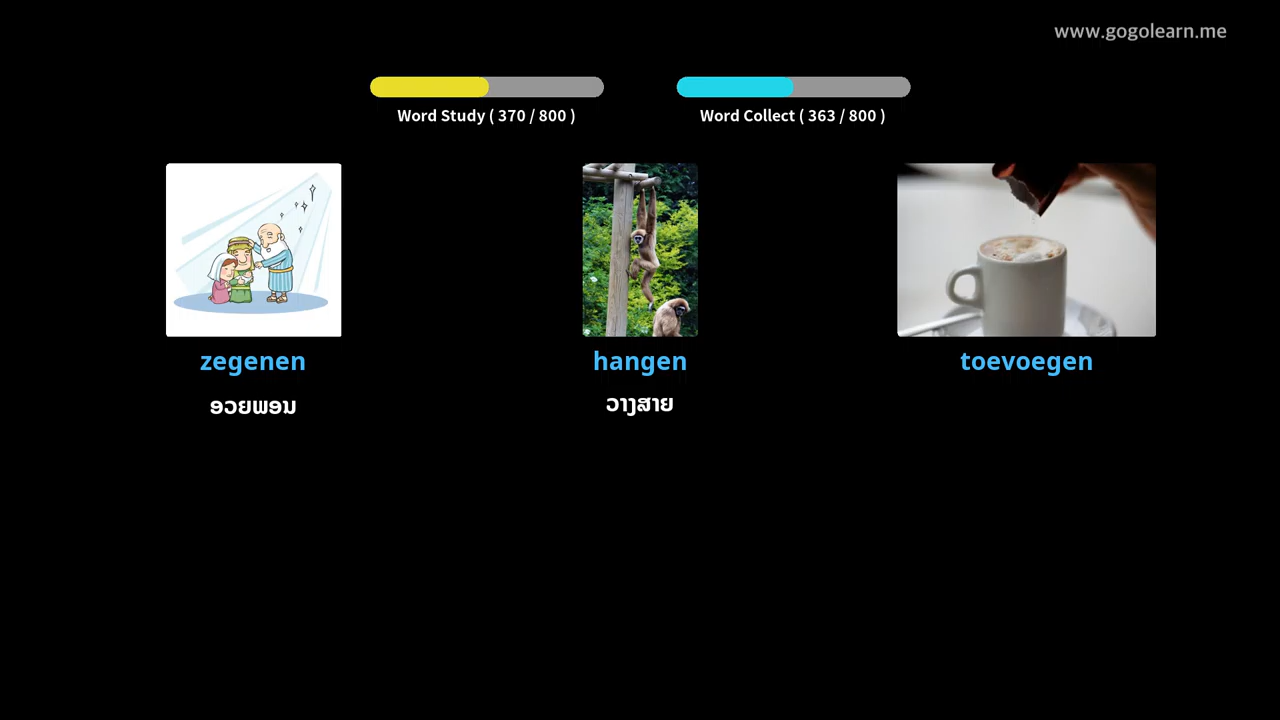 www.gogolearn.me
Word Study ( 370 / 800 )
Word Collect ( 363 / 800 )
zegenen
hangen
toevoegen
ອວຍພອນ
ວາງສາຍ